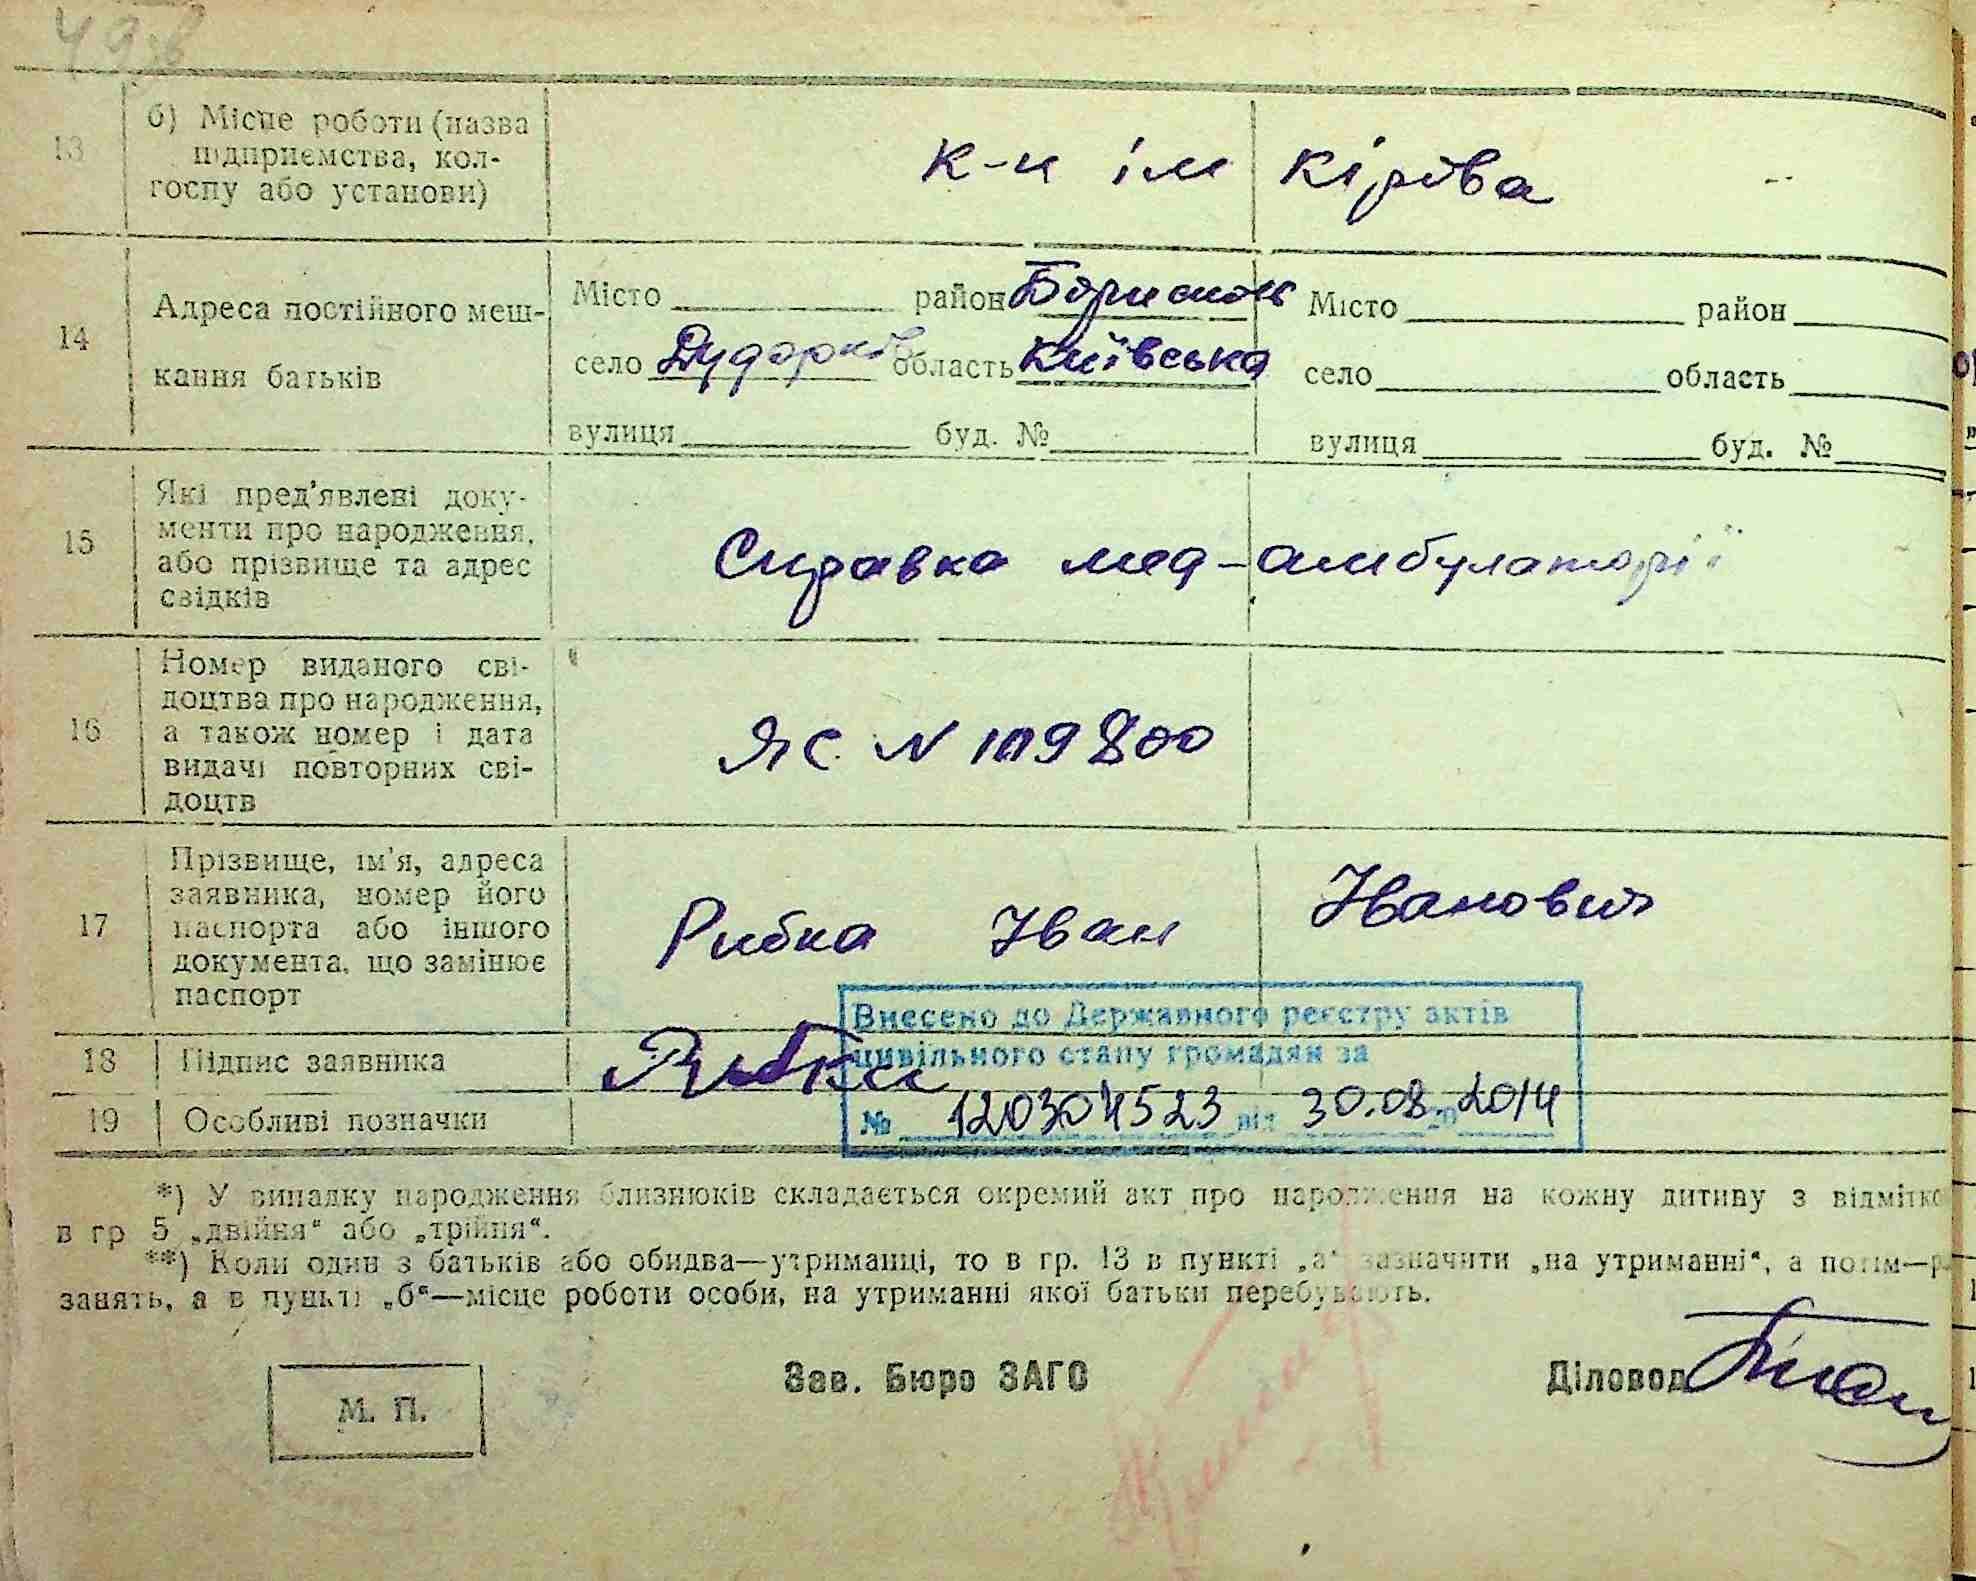 49зв
13 б) Місце роботи (назва
підприємства, кол-
госпу або установи)
к-п ім Кірова
14 Адреса постійного меш-
кання батьків
Місто район Бориспол Місто район
село Дударків область Київська село область
вулиця буд. № вулиця буд. №
15 Які пред'явлені доку-
менти про народження,
або прізвище та адрес
свідків
Справка мед-амбулаторії
16 Номер виданого сві-
доцтва про народження,
а також номер і дата
видачі повторних сві-
доцтв
ЯС N 109800
17 Прізвище, ім'я, адреса
заявника, номер його
паспорта або іншого
документа, що замінює
паспорт
Рибка Іван Іванович
Внесено до Державного реєстру актів
цивільного стану громадян за
№ 120304523 від 30.08.2014
18 Підпис заявника Рибка
19 Особливі позначки
*) У випадку народження близнюків складається окремий акт про народження на кожну дитину з відмітко
в гр 5 „двійня“ або „трійня“.
**) Коли один з батьків або обидва—утриманці, то в гр. 13 в пункті „а“ зазначити „на утриманні“, а потім—р
занять, а в пункті „б“—місце роботи особи, на утриманні якої батьки перебувають.
Зав. Бюро ЗАГС Діловод
М. П.